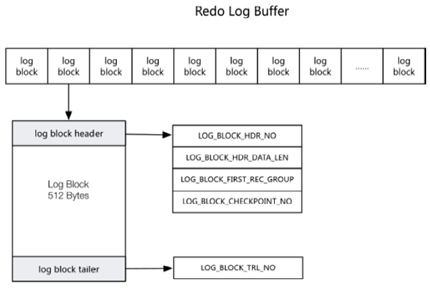 Redo Log Buffer
log block log block log block log block log block log block log block log block ...... log block
log block header
LOG_BLOCK_HDR_NO
LOG_BLOCK_HDR_DATA_LEN
LOG_BLOCK_FIRST_REC_GROUP
LOG_BLOCK_CHECKPOINT_NO
Log Block
512 Bytes
log block tailer
LOG_BLOCK_TRL_NO